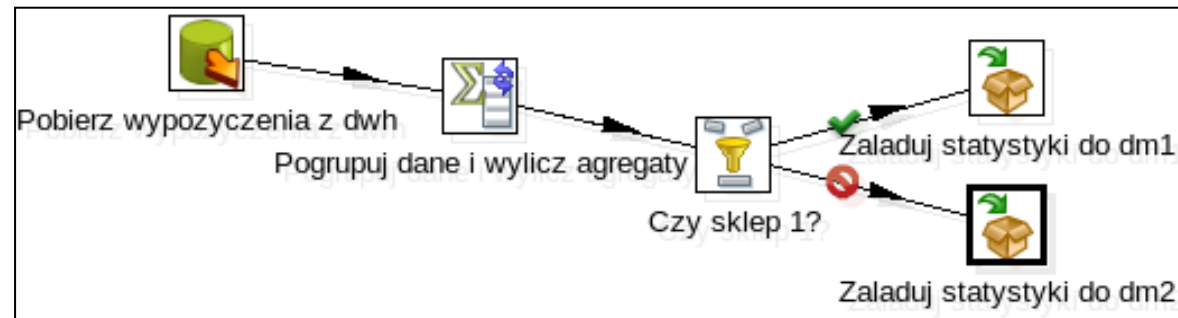 Pobierz wypozyczenia z dwh
Pogrupuj dane i wylicz agregaty
Czy sklep 1?
Zaladuj statystyki do dm1
Zaladuj statystyki do dm2